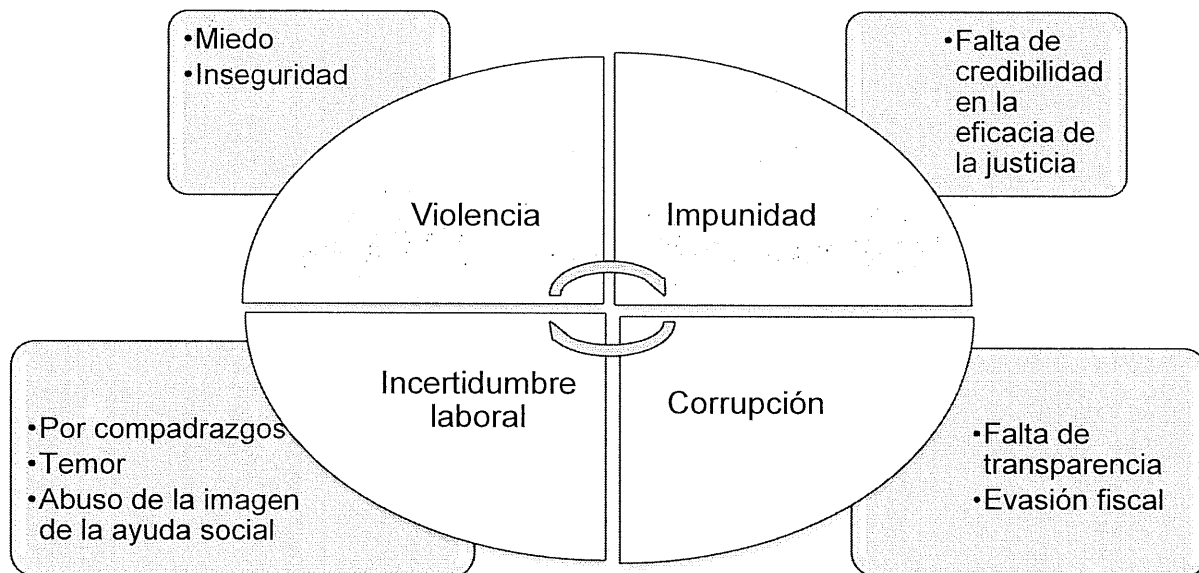 •Miedo
•Inseguridad
•Falta de
credibilidad
en la
eficacia de
la justicia
Violencia
Impunidad
Incertidumbre
laboral
Corrupción
•Por compadrazgos
•Temor
•Abuso de la imagen
de la ayuda social
•Falta de
transparencia
•Evasión fiscal